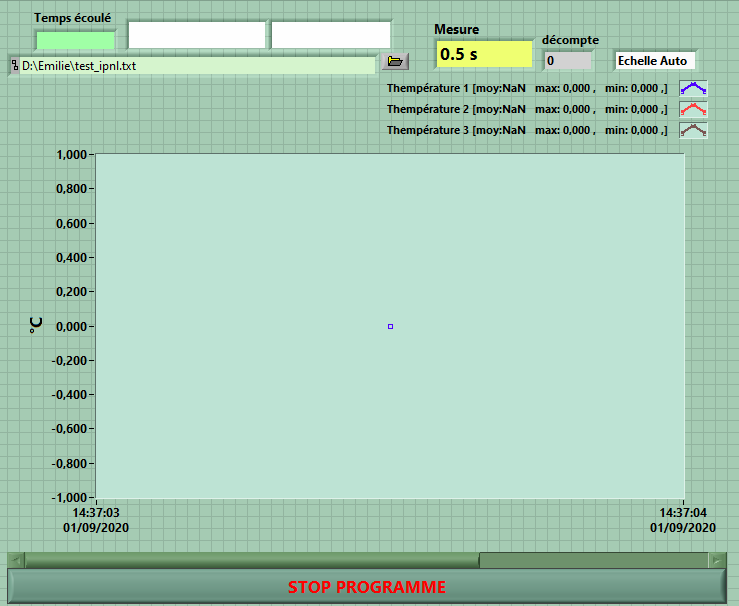 Temps écoulé
Mesure
0.5 s
décompte
0
Echelle Auto
D:\Emilie\test_ipnl.txt
Thempérature 1 [moy:NaN max: 0,000 , min: 0,000 ,]
Thempérature 2 [moy:NaN max: 0,000 , min: 0,000 ,]
Thempérature 3 [moy:NaN max: 0,000 , min: 0,000 ,]
1,000
0,800
0,600
0,400
0,200
0,000
-0,200
-0,400
-0,600
-0,800
-1,000
°C
14:37:03
01/09/2020
14:37:04
01/09/2020
STOP PROGRAMME